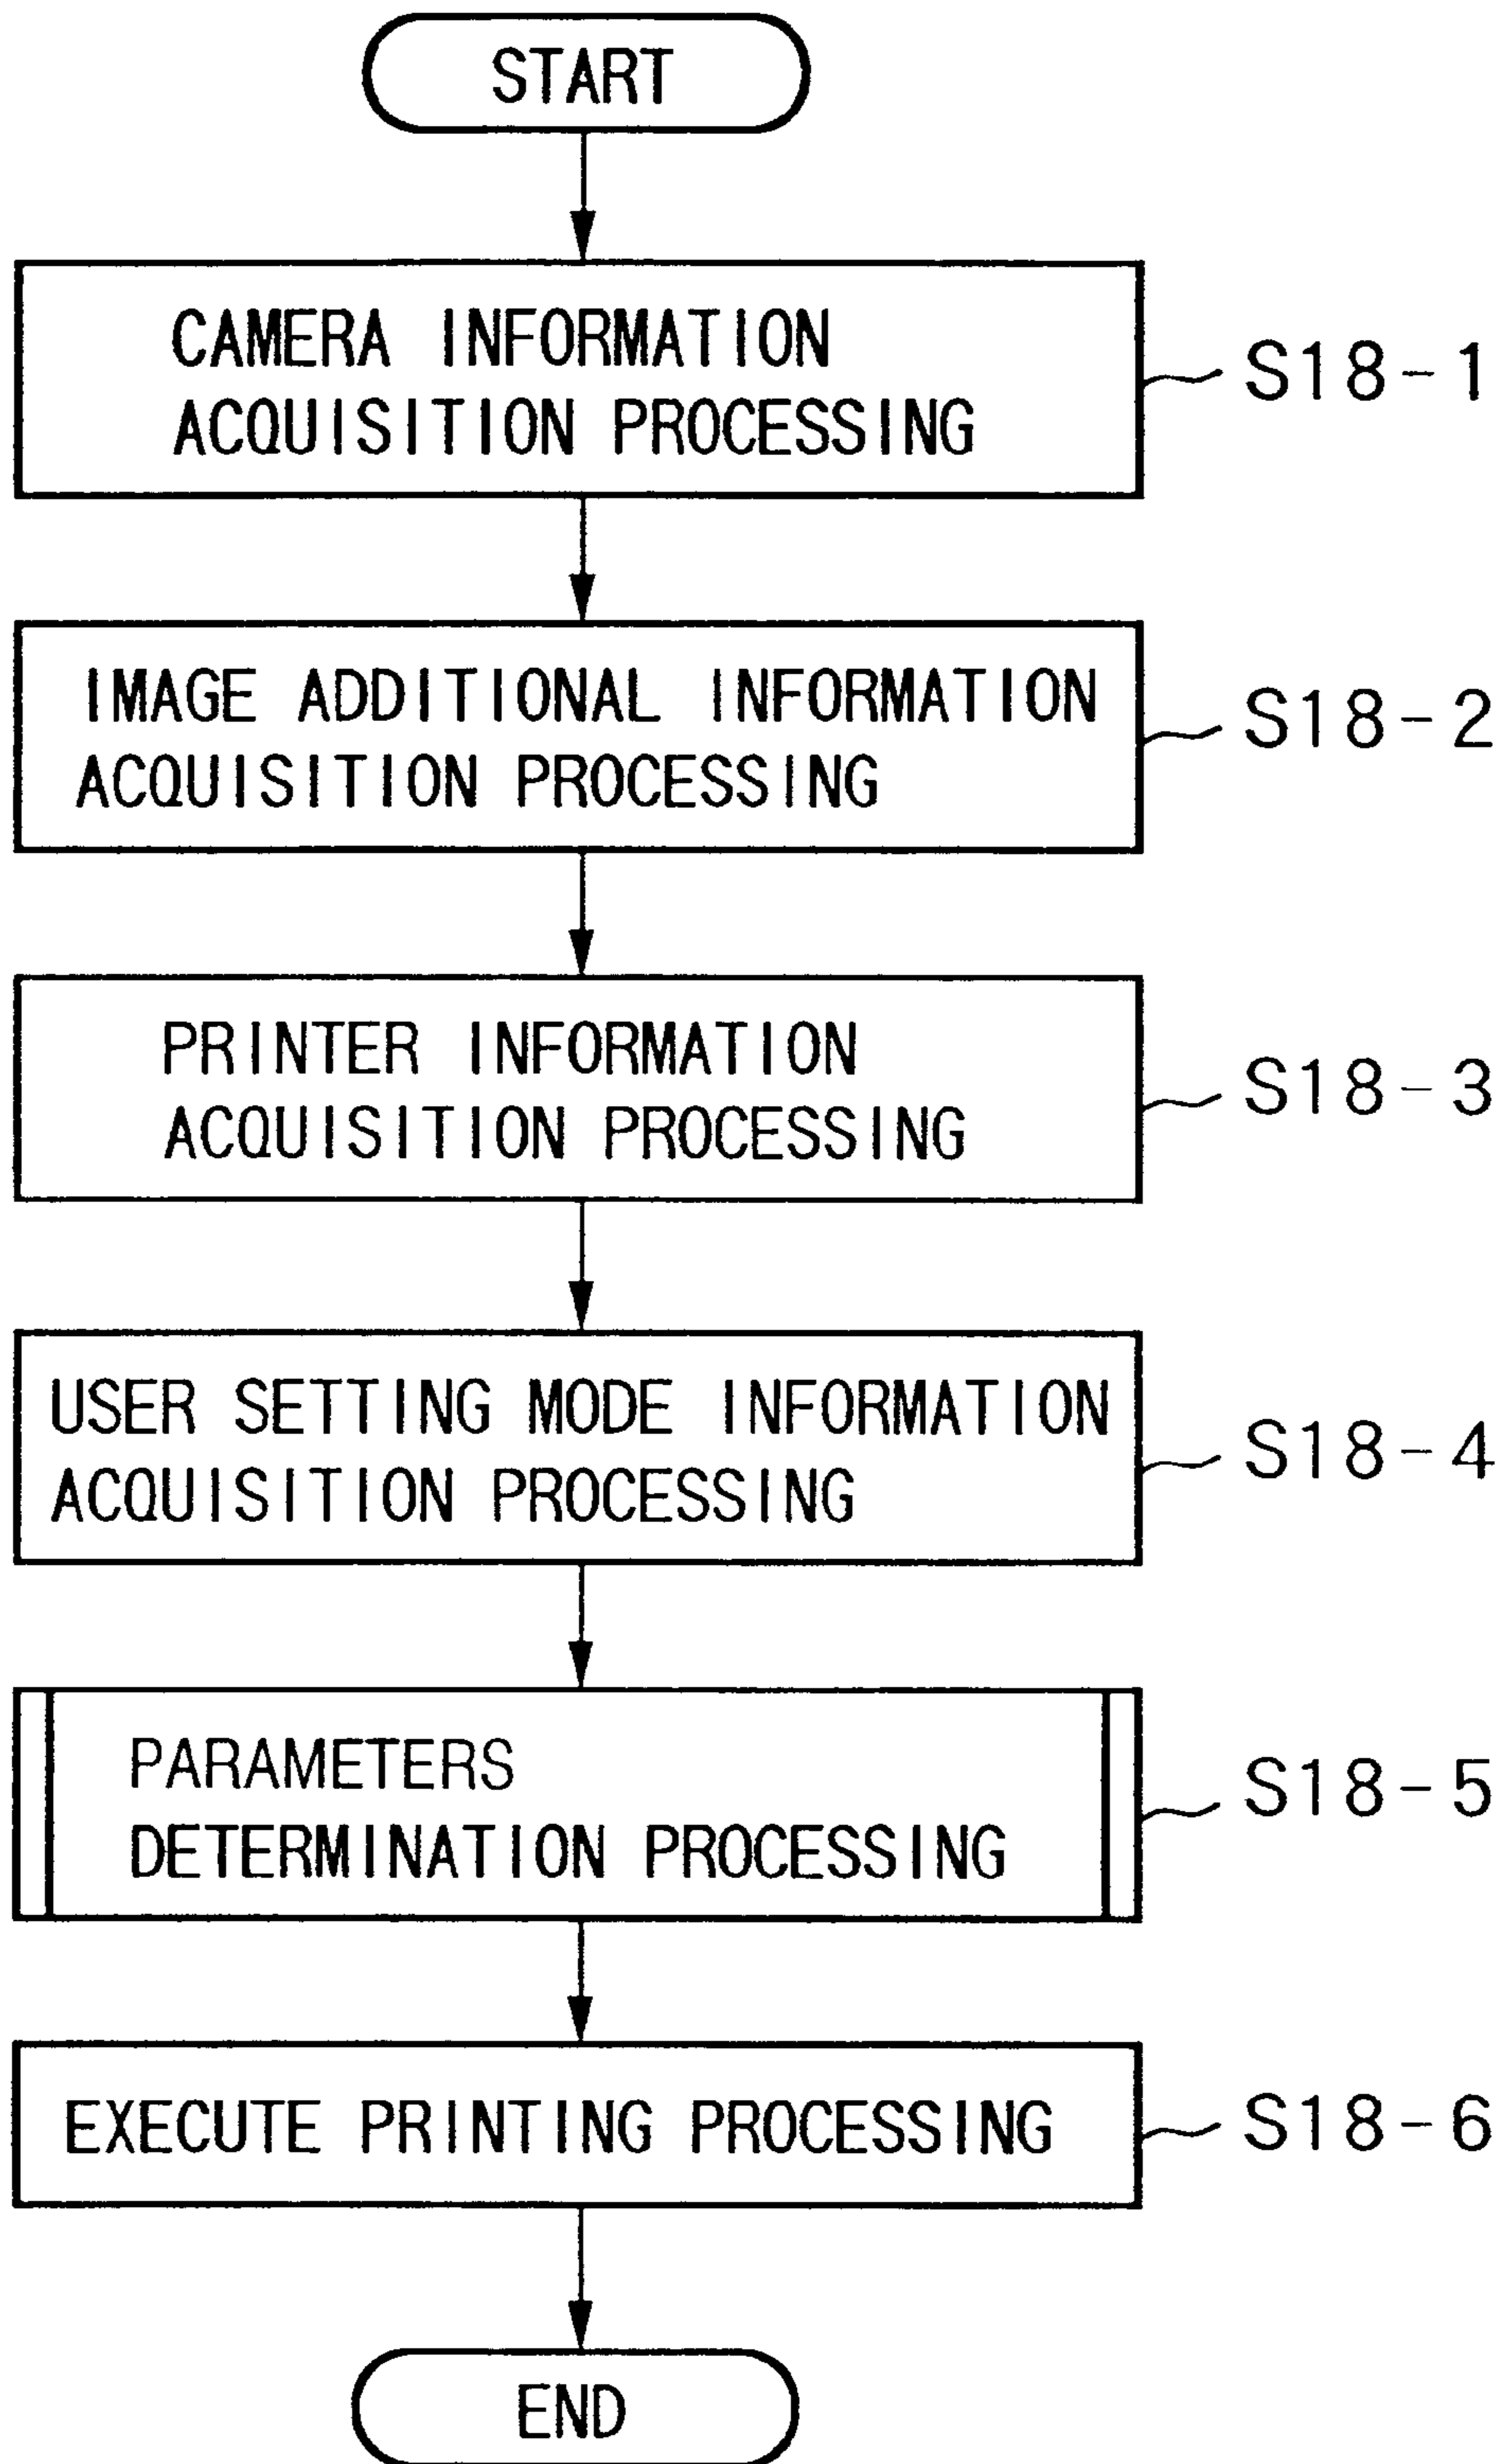 START
CAMERA INFORMATION
ACQUISITION PROCESSING
S18-1
IMAGE ADDITIONAL INFORMATION
ACQUISITION PROCESSING
S18-2
PRINTER INFORMATION
ACQUISITION PROCESSING
S18-3
USER SETTING MODE INFORMATION
ACQUISITION PROCESSING
S18-4
PARAMETERS
DETERMINATION PROCESSING
S18-5
EXECUTE PRINTING PROCESSING
S18-6
END